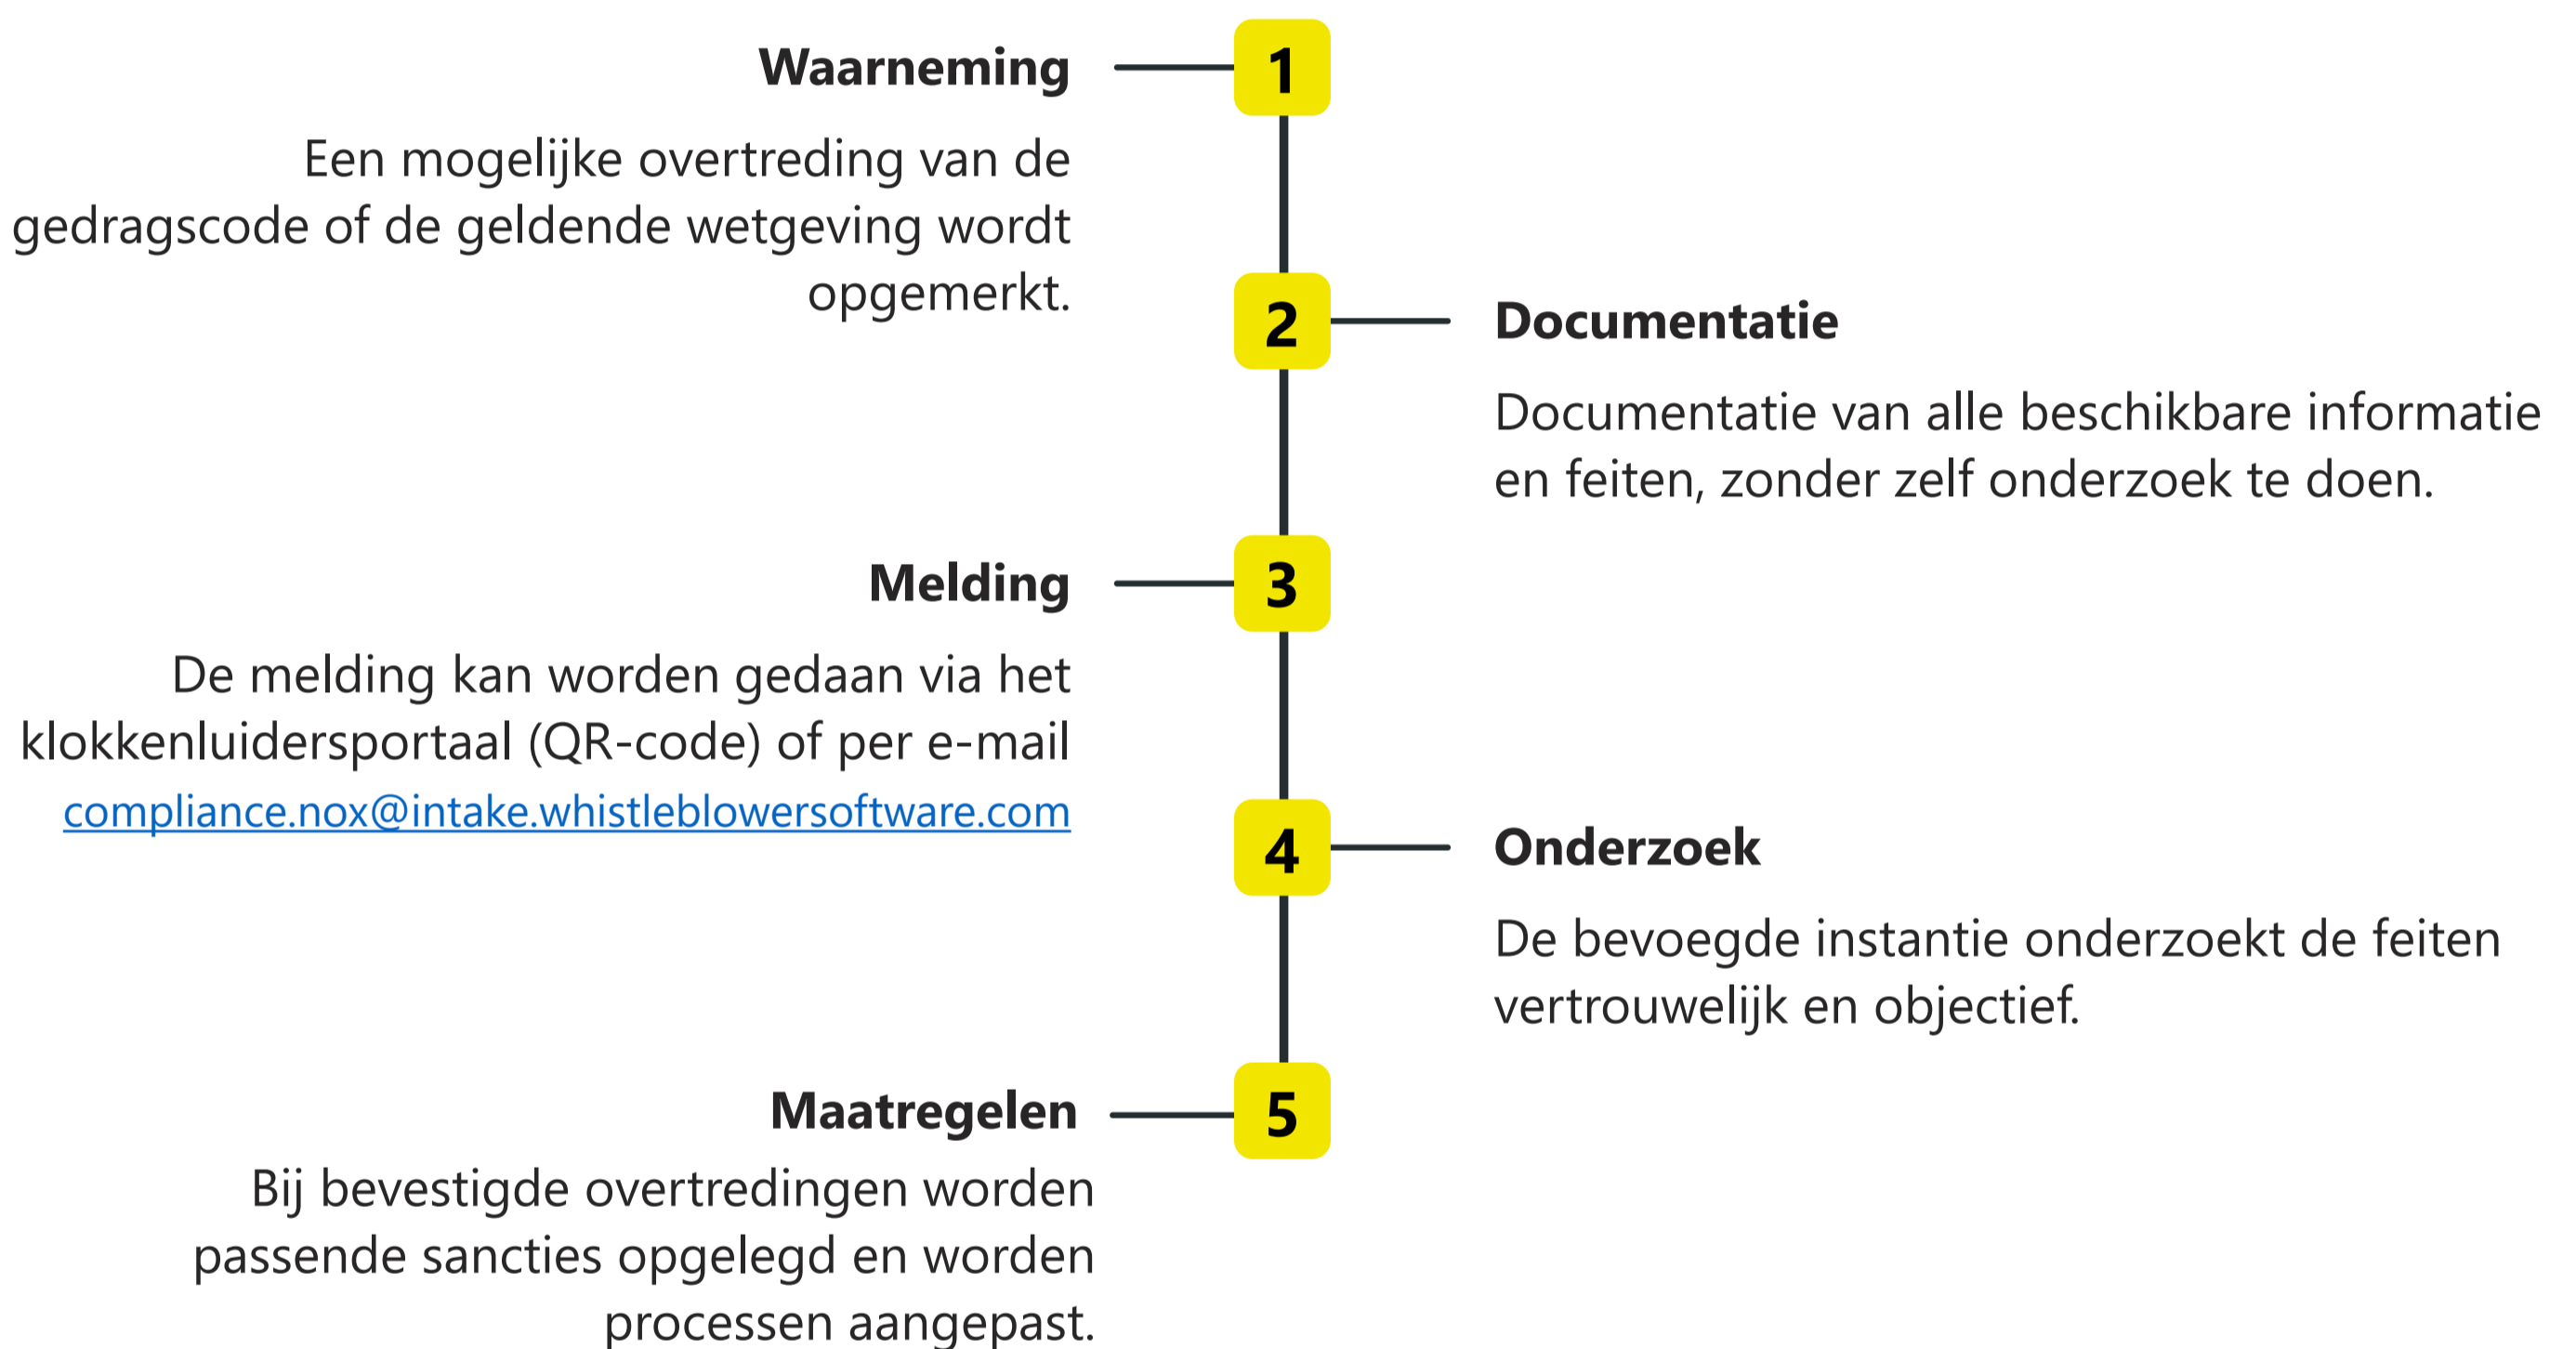 Waarneming
1
Een mogelijke overtreding van de
gedragscode of de geldende wetgeving wordt
opgemerkt.
2
Documentatie
Documentatie van alle beschikbare informatie
en feiten, zonder zelf onderzoek te doen.
Melding
3
De melding kan worden gedaan via het
klokkenluidersportaal (QR-code) of per e-mail
compliance.nox@intake.whistleblowersoftware.com
4
Onderzoek
De bevoegde instantie onderzoekt de feiten
vertrouwelijk en objectief.
Maatregelen
5
Bij bevestigde overtredingen worden
passende sancties opgelegd en worden
processen aangepast.